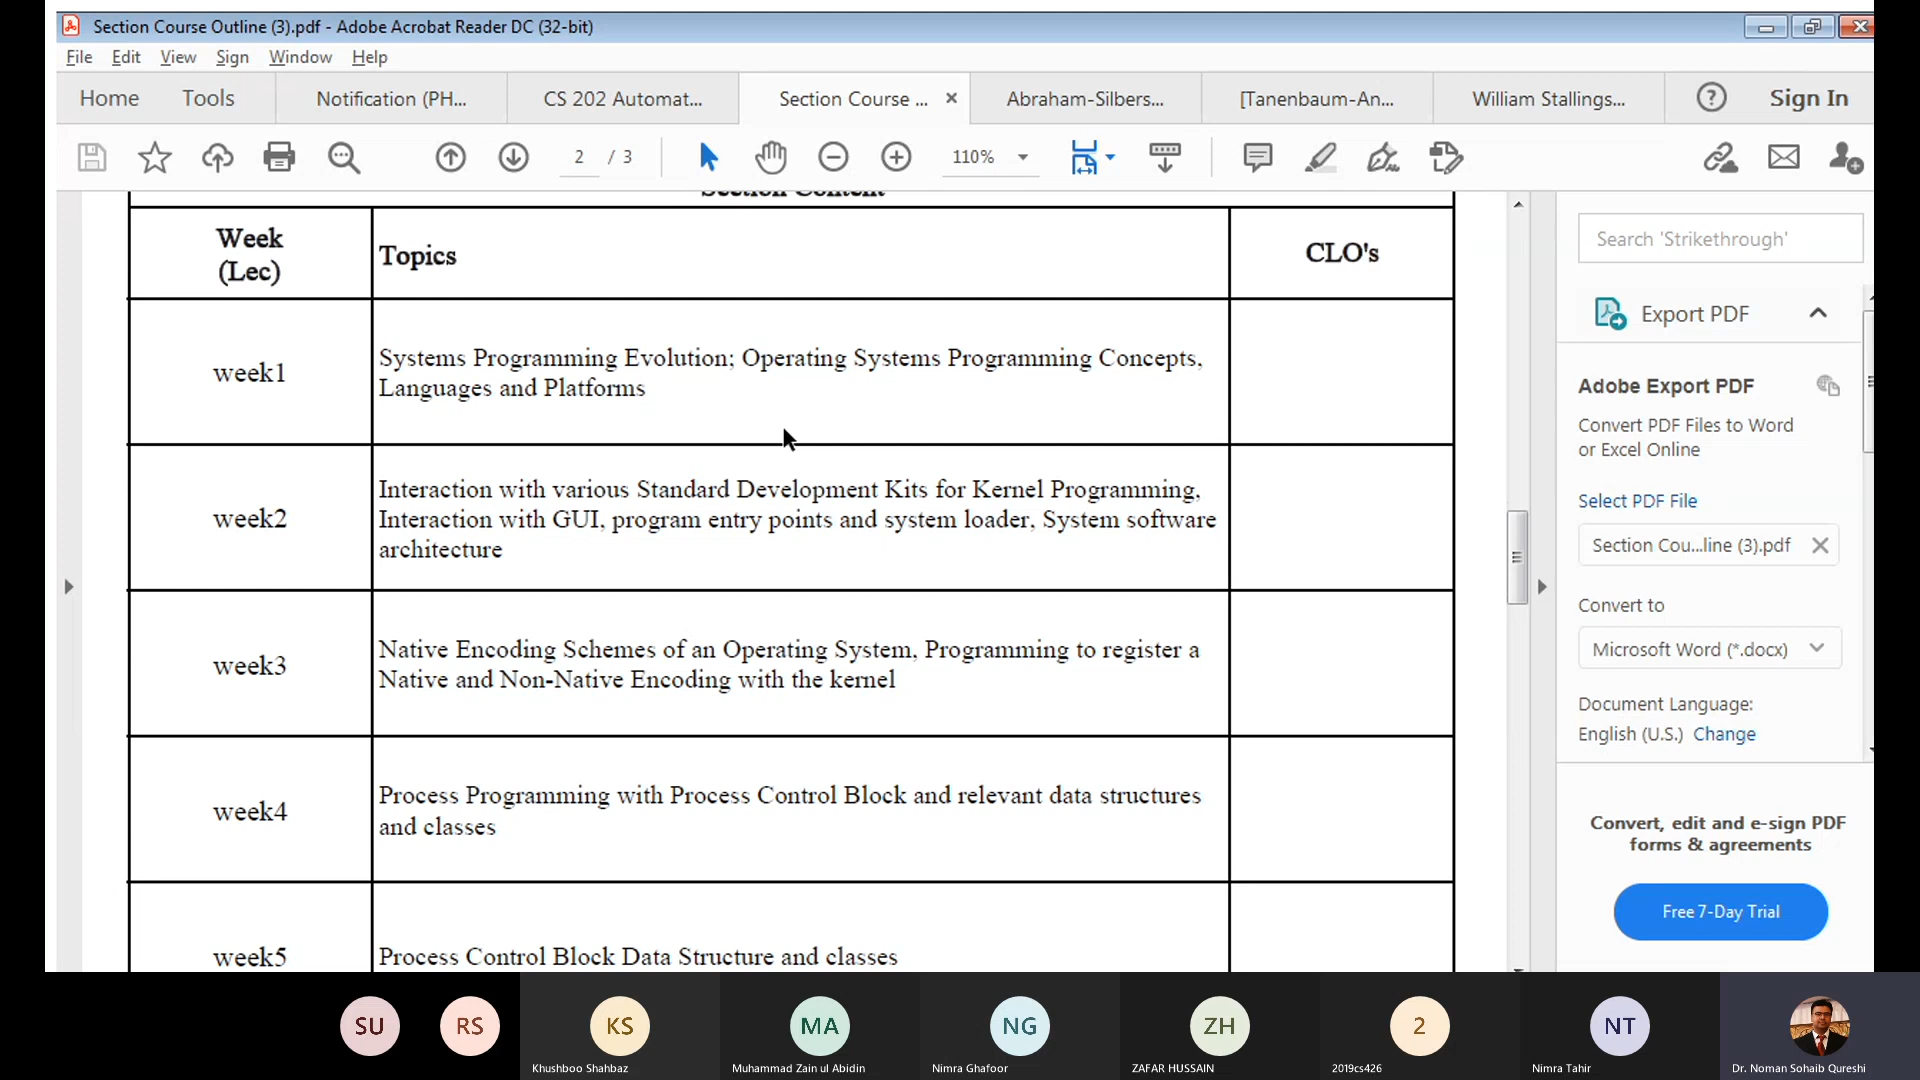 Section Course Outline (3).pdf - Adobe Acrobat Reader DC (32-bit)
File Edit View Sign Window Help
Home Tools Notification (PH... CS 202 Automat... Section Course ... Abraham-Silbers... [Tanenbaum-An... William Stallings... Sign In
2 / 3 110%
Section Content
Week
(Lec)
Topics
CLO's
week1
Systems Programming Evolution; Operating Systems Programming Concepts,
Languages and Platforms
week2
Interaction with various Standard Development Kits for Kernel Programming,
Interaction with GUI, program entry points and system loader, System software
architecture
week3
Native Encoding Schemes of an Operating System, Programming to register a
Native and Non-Native Encoding with the kernel
week4
Process Programming with Process Control Block and relevant data structures
and classes
week5
Process Control Block Data Structure and classes
Search 'Strikethrough'
Export PDF
Adobe Export PDF
Convert PDF Files to Word
or Excel Online
Select PDF File
Section Cou...line (3).pdf
Convert to
Microsoft Word (*.docx)
Document Language:
English (U.S.) Change
Convert, edit and e-sign PDF
forms & agreements
Free 7-Day Trial
SU RS KS MA NG ZH 2 NT
Khushboo Shahbaz Muhammad Zain ul Abidin Nimra Ghafoor ZAFAR HUSSAIN 2019cs426 Nimra Tahir Dr. Noman Sohaib Qureshi